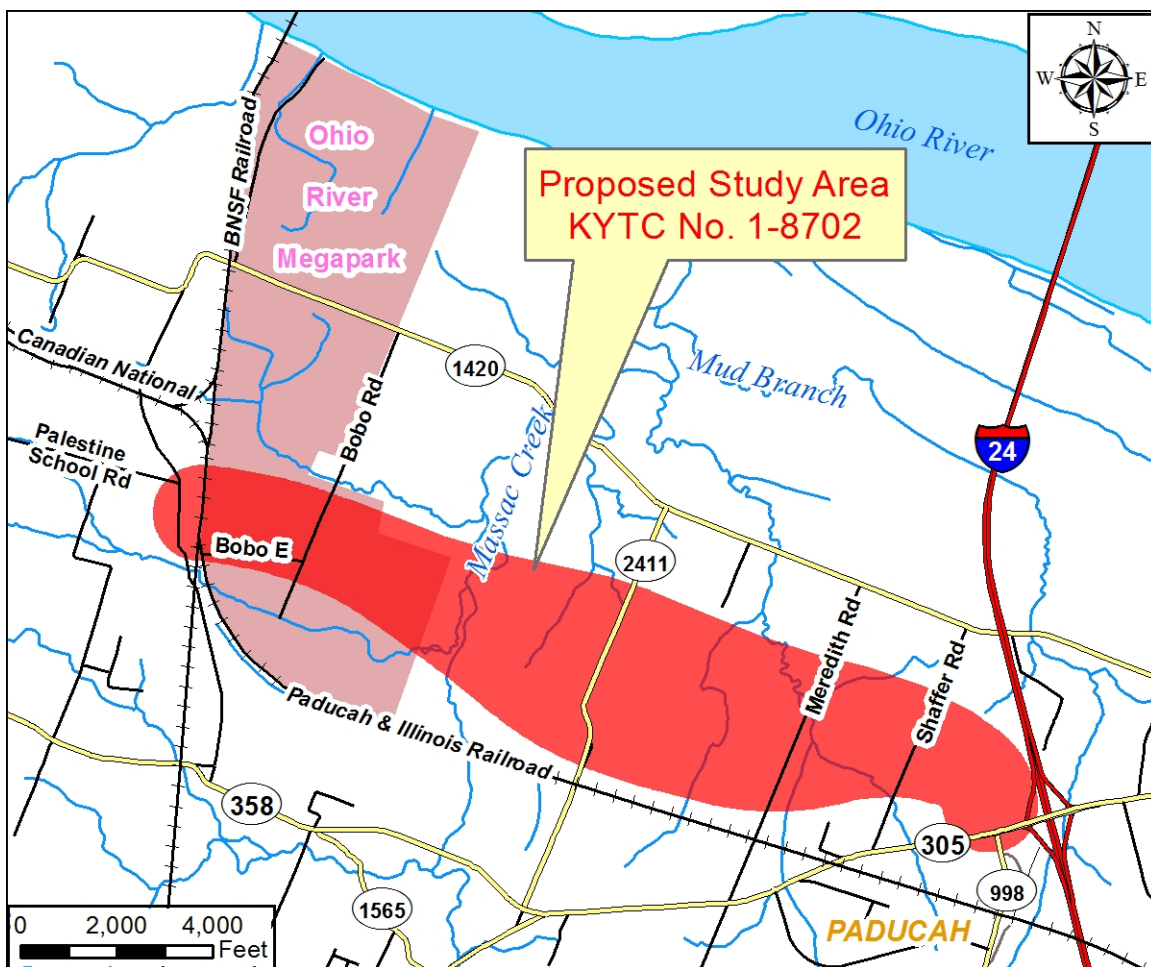 N
W E
S
Ohio River
BNSF Railroad
Ohio
River
Megapark
Proposed Study Area
KYTC No. 1-8702
Canadian National
1420
Mud Branch
Bobo Rd
Massac Creek
24
Palestine
School Rd
Bobo E
2411
Meredith Rd
Shaffer Rd
Paducah & Illinois Railroad
358
305
998
1565
PADUCAH
0 2,000 4,000
Feet